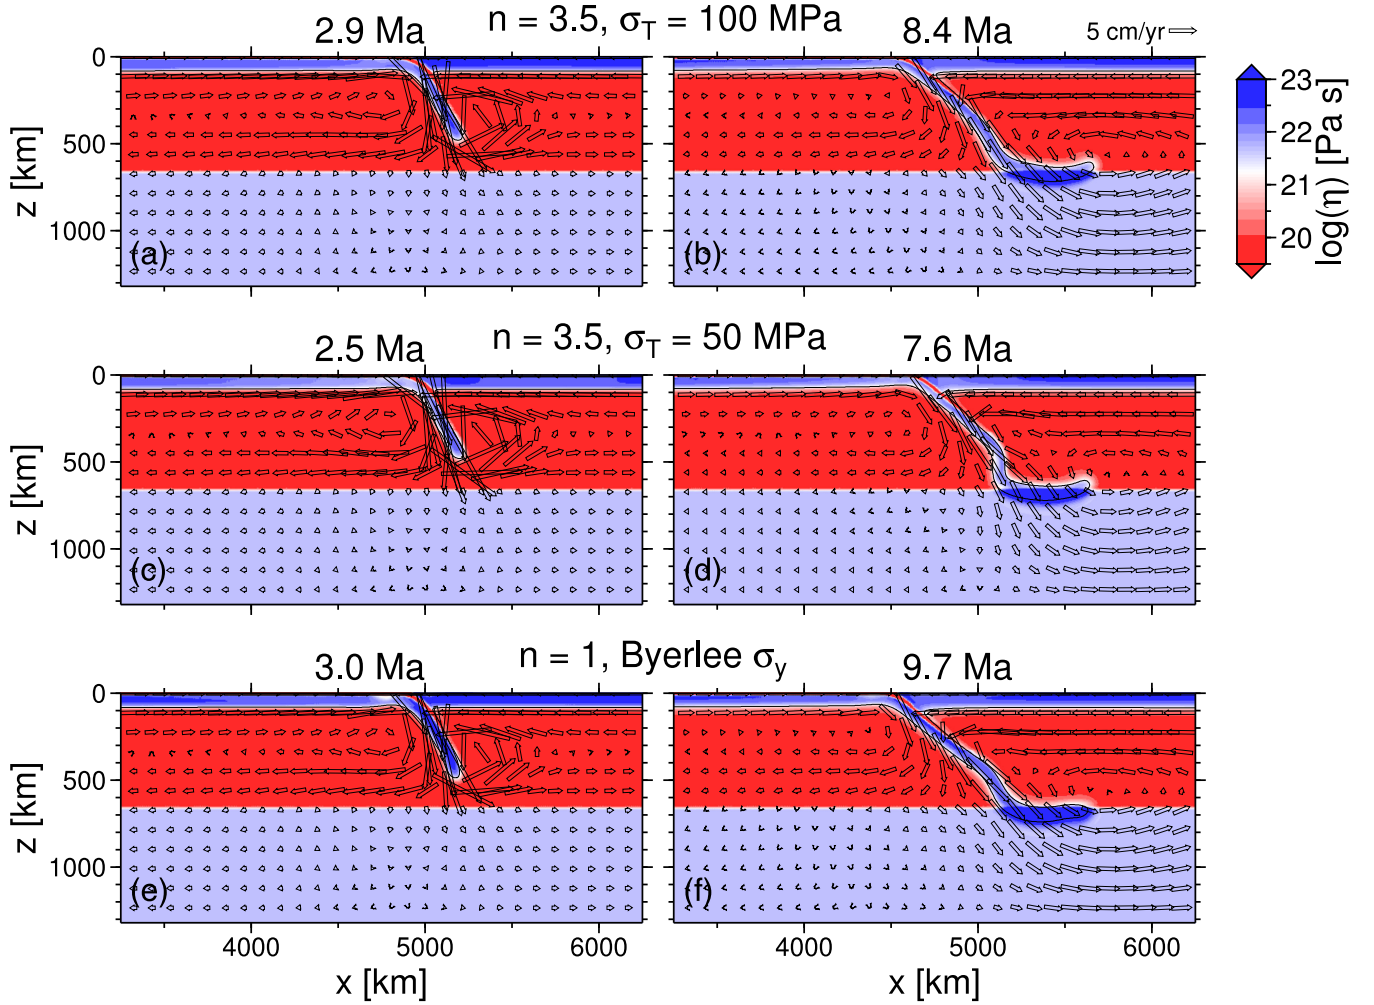 n = 3.5, σT = 100 MPa
2.9 Ma
8.4 Ma
5 cm/yr
0
500
1000
z [km]
(a)
(b)
23
22
21
20
log(η) [Pa s]
n = 3.5, σT = 50 MPa
2.5 Ma
7.6 Ma
0
500
1000
z [km]
(c)
(d)
n = 1, Byerlee σy
3.0 Ma
9.7 Ma
0
500
1000
z [km]
(e)
(f)
4000 5000 6000
4000 5000 6000
x [km]
x [km]